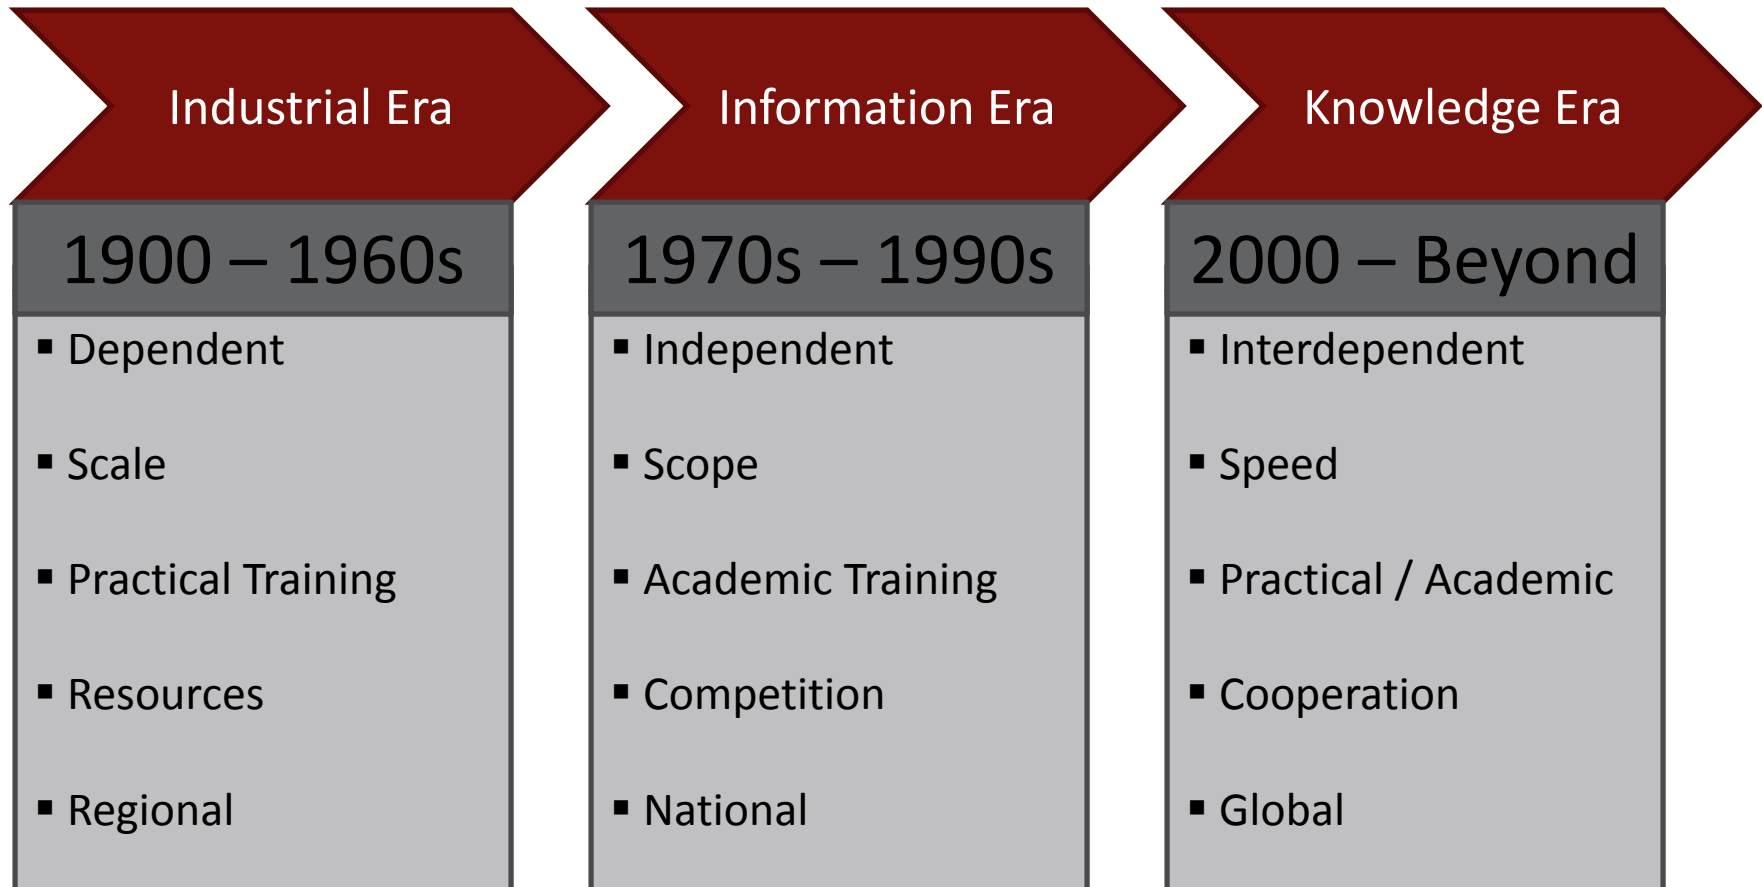 Industrial Era
1900 – 1960s
▪ Dependent
▪ Scale
▪ Practical Training
▪ Resources
▪ Regional
Information Era
1970s – 1990s
▪ Independent
▪ Scope
▪ Academic Training
▪ Competition
▪ National
Knowledge Era
2000 – Beyond
▪ Interdependent
▪ Speed
▪ Practical / Academic
▪ Cooperation
▪ Global